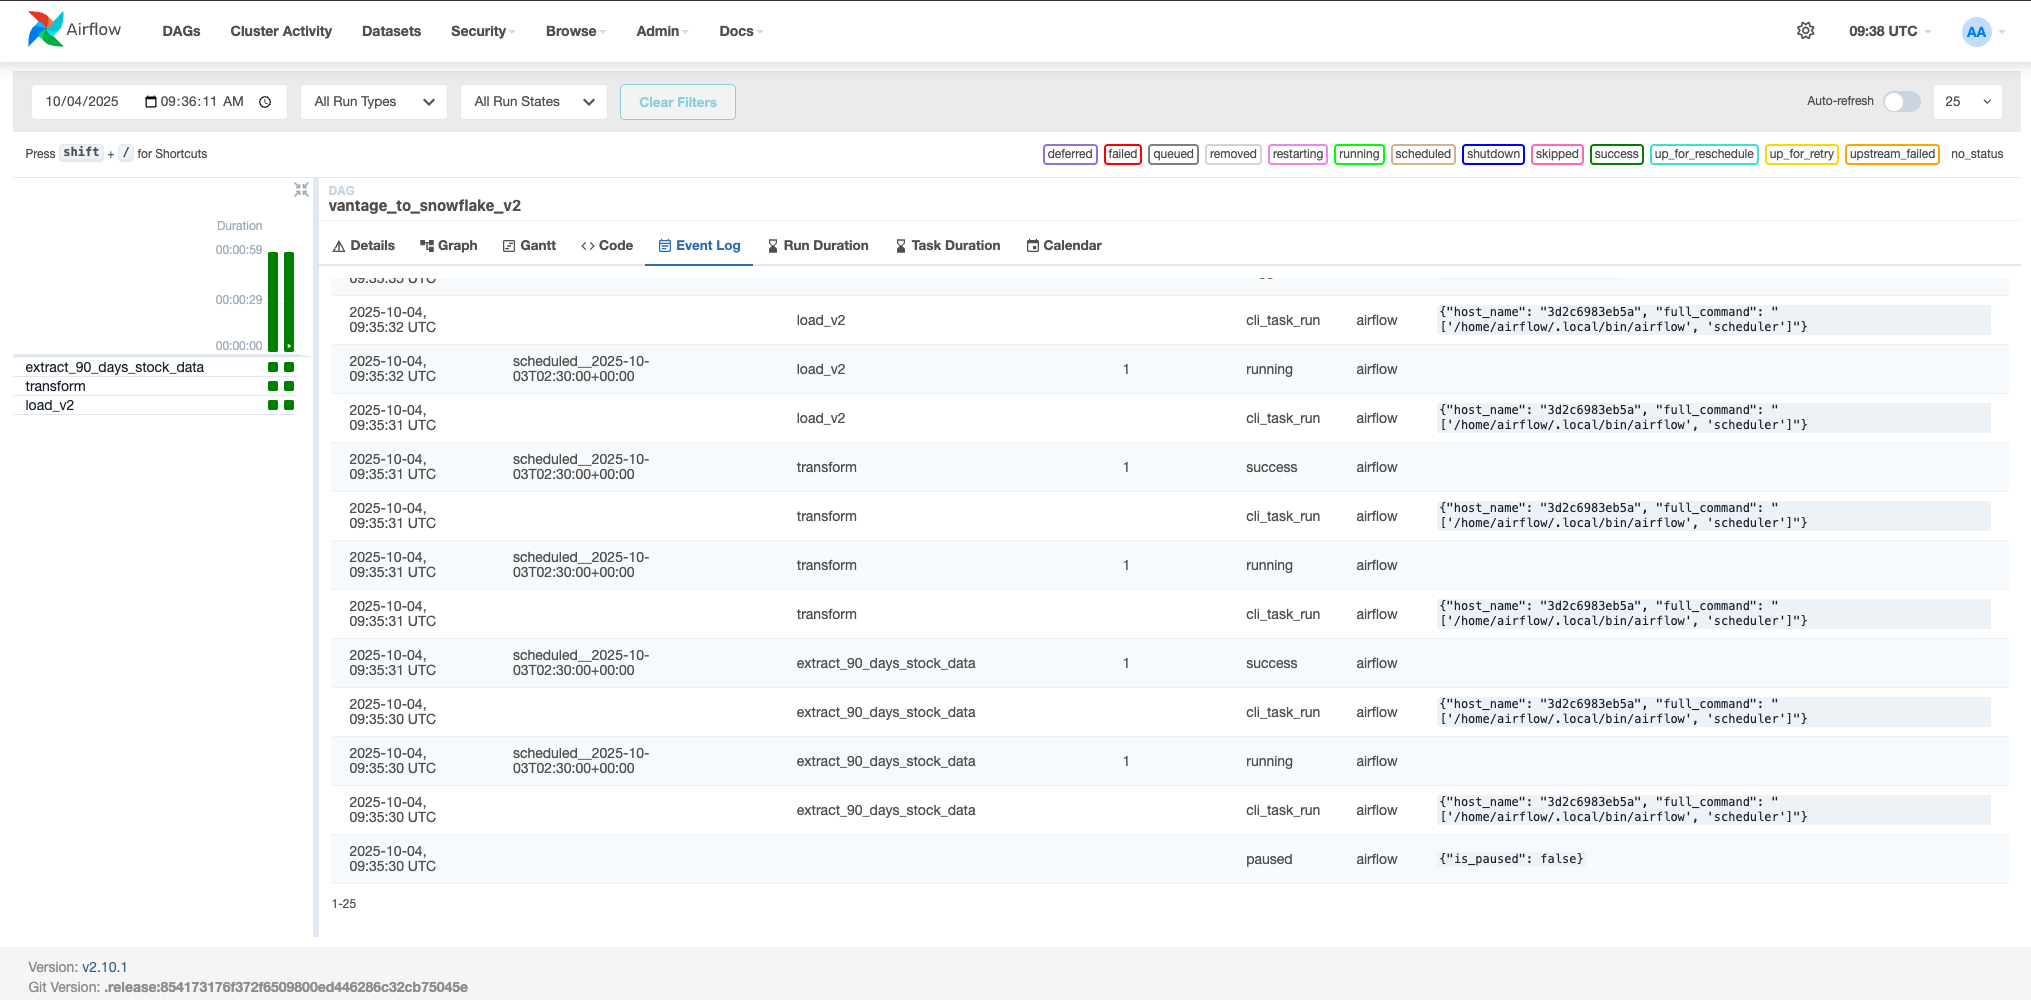 Airflow DAGs Cluster Activity Datasets Security Browse Admin Docs 09:38 UTC AA
10/04/2025 09:36:11 AM All Run Types All Run States Clear Filters Auto-refresh 25
Press shift + / for Shortcuts deferred failed queued removed restarting running scheduled shutdown skipped success up_for_reschedule up_for_retry upstream_failed no_status
Duration
00:00:59
00:00:29
00:00:00
extract_90_days_stock_data
transform
load_v2
DAG
vantage_to_snowflake_v2
Details Graph Gantt Code Event Log Run Duration Task Duration Calendar
09:35:35 UTC
2025-10-04,
09:35:32 UTC
load_v2 cli_task_run airflow
{"host_name": "3d2c6983eb5a", "full_command": "
['/home/airflow/.local/bin/airflow', 'scheduler']"}
2025-10-04,
09:35:32 UTC
scheduled__2025-10-
03T02:30:00+00:00
load_v2 1 running airflow
2025-10-04,
09:35:31 UTC
load_v2 cli_task_run airflow
{"host_name": "3d2c6983eb5a", "full_command": "
['/home/airflow/.local/bin/airflow', 'scheduler']"}
2025-10-04,
09:35:31 UTC
scheduled__2025-10-
03T02:30:00+00:00
transform 1 success airflow
2025-10-04,
09:35:31 UTC
transform cli_task_run airflow
{"host_name": "3d2c6983eb5a", "full_command": "
['/home/airflow/.local/bin/airflow', 'scheduler']"}
2025-10-04,
09:35:31 UTC
scheduled__2025-10-
03T02:30:00+00:00
transform 1 running airflow
2025-10-04,
09:35:31 UTC
transform cli_task_run airflow
{"host_name": "3d2c6983eb5a", "full_command": "
['/home/airflow/.local/bin/airflow', 'scheduler']"}
2025-10-04,
09:35:31 UTC
scheduled__2025-10-
03T02:30:00+00:00
extract_90_days_stock_data 1 success airflow
2025-10-04,
09:35:30 UTC
extract_90_days_stock_data cli_task_run airflow
{"host_name": "3d2c6983eb5a", "full_command": "
['/home/airflow/.local/bin/airflow', 'scheduler']"}
2025-10-04,
09:35:30 UTC
scheduled__2025-10-
03T02:30:00+00:00
extract_90_days_stock_data 1 running airflow
2025-10-04,
09:35:30 UTC
extract_90_days_stock_data cli_task_run airflow
{"host_name": "3d2c6983eb5a", "full_command": "
['/home/airflow/.local/bin/airflow', 'scheduler']"}
2025-10-04,
09:35:30 UTC
paused airflow {"is_paused": false}
1-25
Version: v2.10.1
Git Version: .release:854173176f372f6509800ed446286c32cb75045e